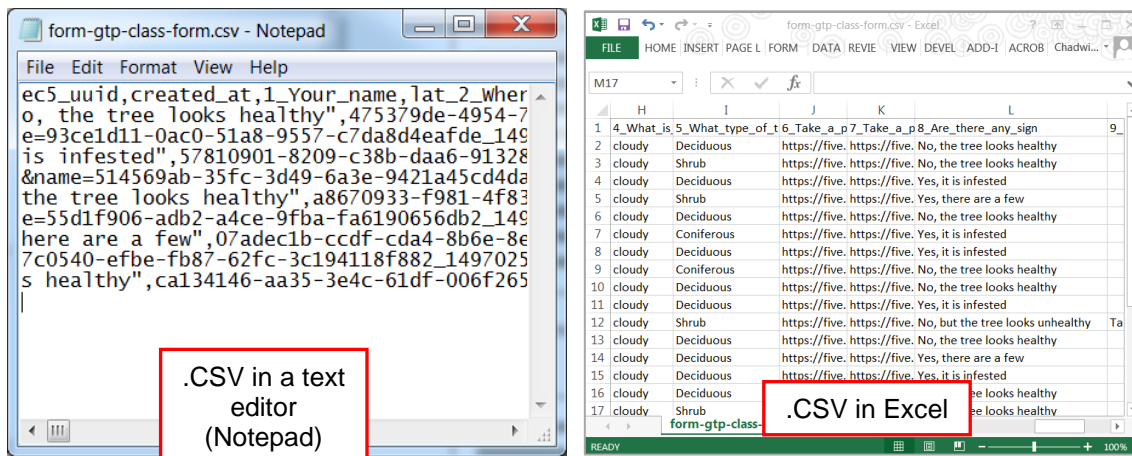 form-gtp-class-form.csv - Notepad
File Edit Format View Help
ec5_uuid,created_at,1_Your_name,lat_2_Wher
o, the tree looks healthy",475379de-4954-7
e=93ce1d11-0ac0-51a8-9557-c7da8d4eafde_149
is infested",57810901-8209-c38b-daa6-91328
&name=514569ab-35fc-3d49-6a3e-9421a45cd4da
the tree looks healthy",a8670933-f981-4f83
e=55d1f906-adb2-a4ce-9fba-fa6190656db2_149
here are a few",07adec1b-ccdf-cda4-8b6e-8e
7c0540-efbe-fb87-62fc-3c194118f882_1497025
s healthy",ca134146-aa35-3e4c-61df-006f265
.CSV in a text
editor
(Notepad)
form-gtp-class-form.csv - Excel
FILE HOME INSERT PAGE L FORM DATA REVIE VIEW DEVEL ADD-I ACROB Chadwi...
M17 fx
H I J K L
1 4_What_is 5_What_type_of_t 6_Take_a_p 7_Take_a_p 8_Are_there_any_sign 9_
2 cloudy Deciduous https://five. https://five. No, the tree looks healthy
3 cloudy Shrub https://five. https://five. No, the tree looks healthy
4 cloudy Deciduous https://five. https://five. Yes, it is infested
5 cloudy Shrub https://five. https://five. Yes, there are a few
6 cloudy Deciduous https://five. https://five. No, the tree looks healthy
7 cloudy Coniferous https://five. https://five. Yes, it is infested
8 cloudy Deciduous https://five. https://five. Yes, it is infested
9 cloudy Coniferous https://five. https://five. No, the tree looks healthy
10 cloudy Deciduous https://five. https://five. No, the tree looks healthy
11 cloudy Deciduous https://five. https://five. Yes, it is infested
12 cloudy Shrub https://five. https://five. No, but the tree looks unhealthy Ta
13 cloudy Deciduous https://five. https://five. No, the tree looks healthy
14 cloudy Deciduous https://five. https://five. Yes, there are a few
15 cloudy Deciduous https://five. https://five. Yes, it is infested
16 cloudy Deciduous ee looks healthy
17 cloudy Shrub ee looks healthy
.CSV in Excel
form-gtp-class-
READY 100%